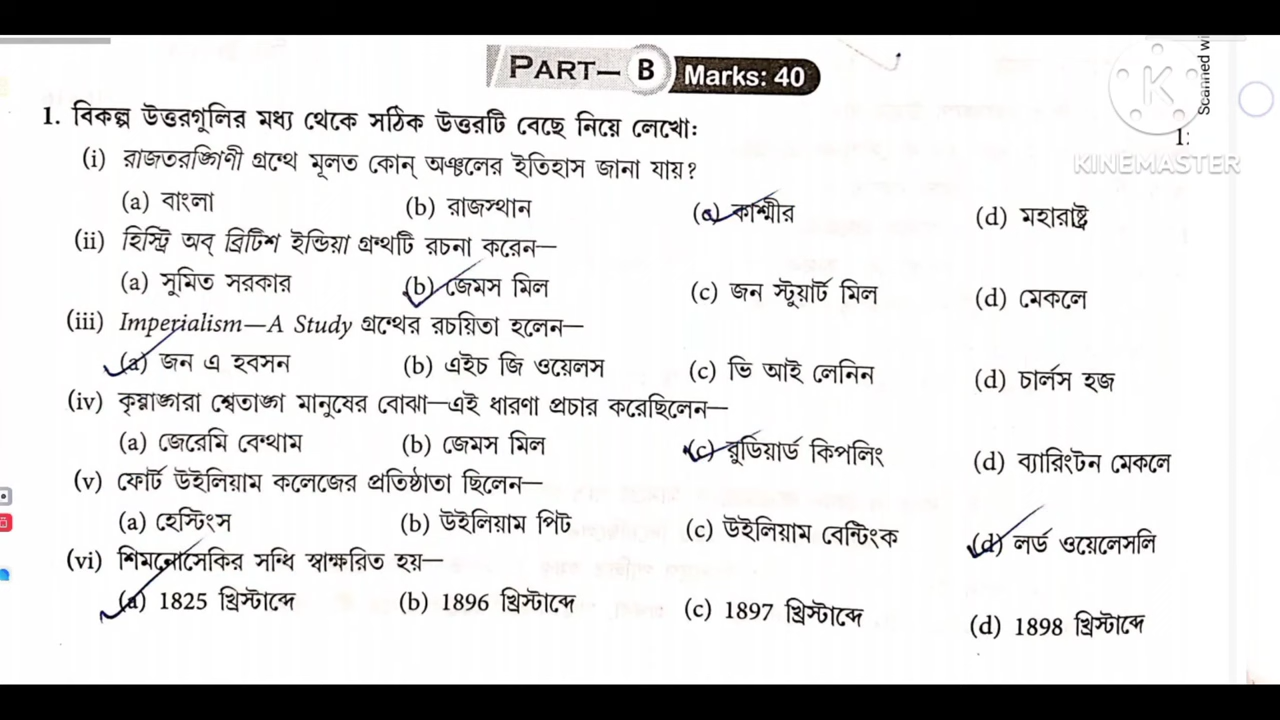 PART— B Marks: 40
Scanned wi
1. বিকল্প উত্তরগুলির মধ্য থেকে সঠিক উত্তরটি বেছে নিয়ে লেখো:
1:
KINEMASTER
(i) রাজতরঙ্গিণী গ্রন্থে মূলত কোন্ অঞ্চলের ইতিহাস জানা যায়?
(a) বাংলা (b) রাজস্থান (c) কাশ্মীর (d) মহারাষ্ট্র
(ii) হিস্ট্রি অব্ ব্রিটিশ ইন্ডিয়া গ্রন্থটি রচনা করেন—
(a) সুমিত সরকার (b) জেমস মিল (c) জন স্টুয়ার্ট মিল (d) মেকলে
(iii) Imperialism—A Study গ্রন্থের রচয়িতা হলেন—
(a) জন এ হবসন (b) এইচ জি ওয়েলস (c) ভি আই লেনিন (d) চার্লস হজ
(iv) কৃয়াঙ্গরা শ্বেতাঙ্গ মানুষের বোঝা—এই ধারণা প্রচার করেছিলেন—
(a) জেরেমি বেন্থাম (b) জেমস মিল (c) রুডিয়ার্ড কিপলিং (d) ব্যারিংটন মেকলে
(v) ফোর্ট উইলিয়াম কলেজের প্রতিষ্ঠাতা ছিলেন—
(a) হেস্টিংস (b) উইলিয়াম পিট (c) উইলিয়াম বেন্টিংক (d) লর্ড ওয়েলেসলি
(vi) শিমনোসেকির সন্ধি স্বাক্ষরিত হয়—
(a) 1825 খ্রিস্টাব্দে (b) 1896 খ্রিস্টাব্দে (c) 1897 খ্রিস্টাব্দে (d) 1898 খ্রিস্টাব্দে